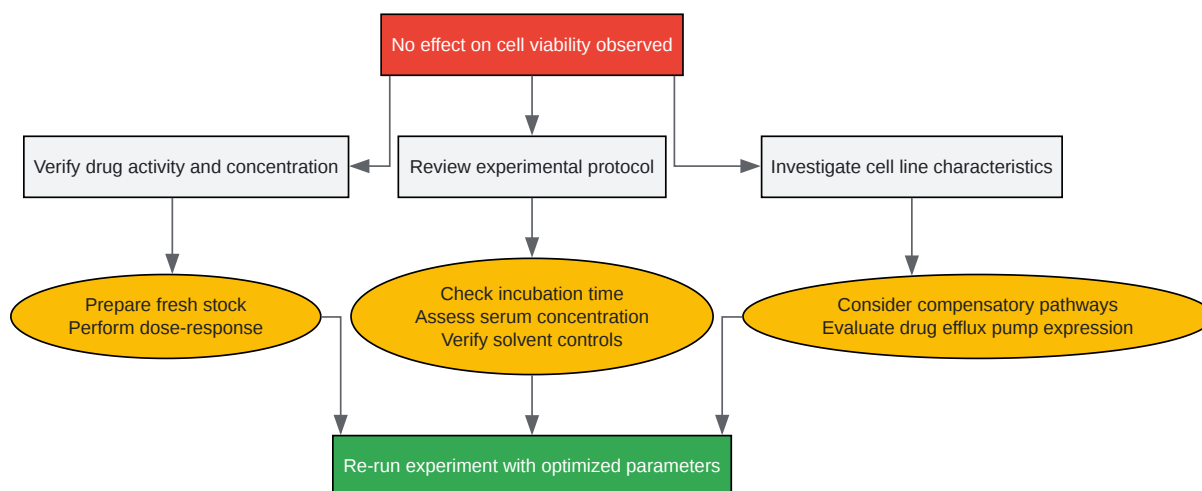 No effect on cell viability observed
Verify drug activity and concentration
Review experimental protocol
Investigate cell line characteristics
Prepare fresh stock
Perform dose-response
Check incubation time
Assess serum concentration
Verify solvent controls
Consider compensatory pathways
Evaluate drug efflux pump expression
Re-run experiment with optimized parameters